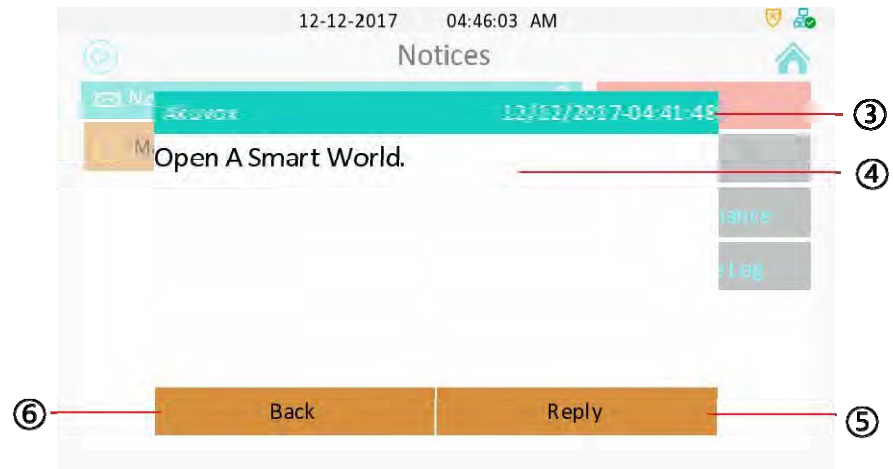 12-12-2017 04:46:03 AM
Notices
Akuvox 12/12/2017-04:41:48
③
Open A Smart World.
④
Back
Reply
⑥
⑤